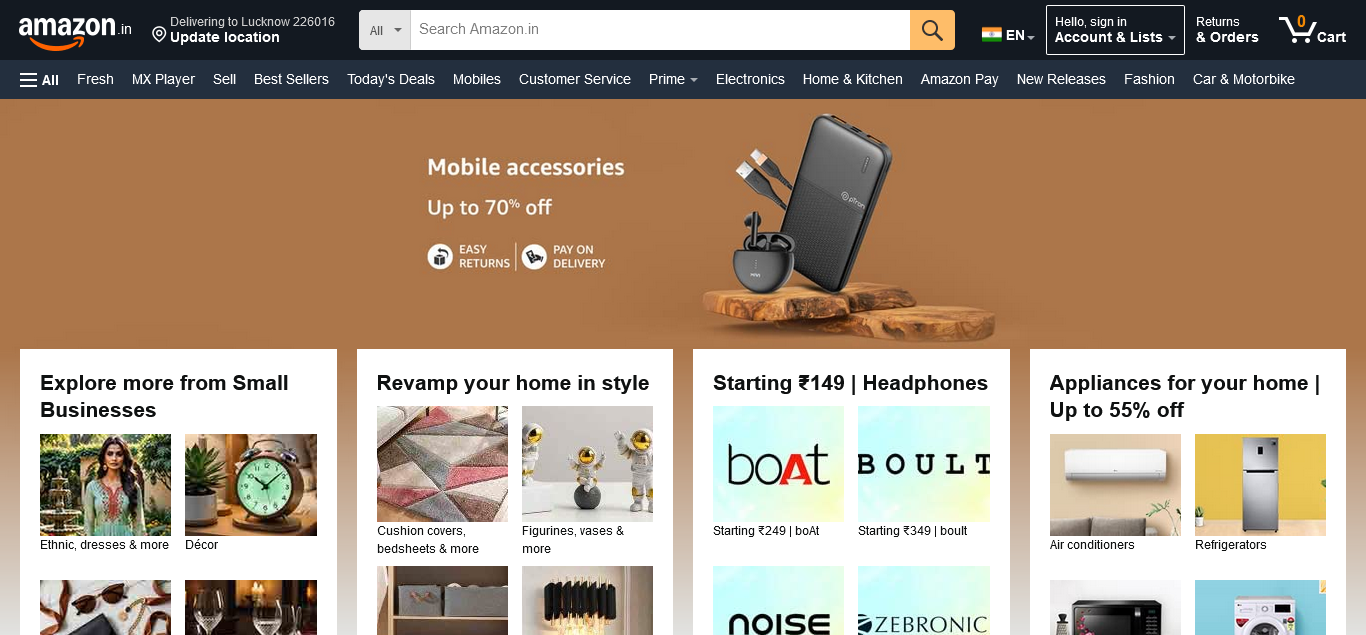 amazon.in
Delivering to Lucknow 226016
Update location
All
Search Amazon.in
EN
Hello, sign in
Account & Lists
Returns
& Orders
0
Cart
All
Fresh
MX Player
Sell
Best Sellers
Today's Deals
Mobiles
Customer Service
Prime
Electronics
Home & Kitchen
Amazon Pay
New Releases
Fashion
Car & Motorbike
Mobile accessories
Up to 70% off
EASY
RETURNS
PAY ON
DELIVERY
pTron
Explore more from Small
Businesses
Ethnic, dresses & more
Décor
Revamp your home in style
Cushion covers,
bedsheets & more
Figurines, vases &
more
Starting ₹149 | Headphones
boAt
BOULT
Starting ₹249 | boAt
Starting ₹349 | boult
noise
ZEBRONIC
Appliances for your home |
Up to 55% off
Air conditioners
Refrigerators